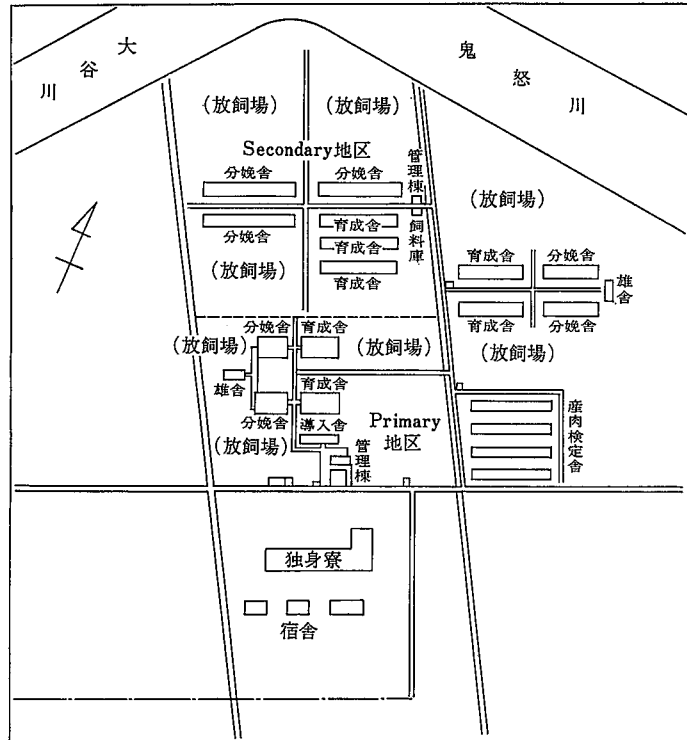 大谷川
鬼怒川
(放飼場)
(放飼場)
Secondary地区
管理棟
(放飼場)
分娩舎
分娩舎
分娩舎
育成舎
飼料庫
育成舎
(放飼場)
育成舎
育成舎
分娩舎
雄舎
育成舎
分娩舎
(放飼場)
分娩舎
育成舎
(放飼場)
(放飼場)
雄舎
育成舎
分娩舎
導入舎
Primary
地区
(放飼場)
管理棟
産肉検定舎
独身寮
宿舎